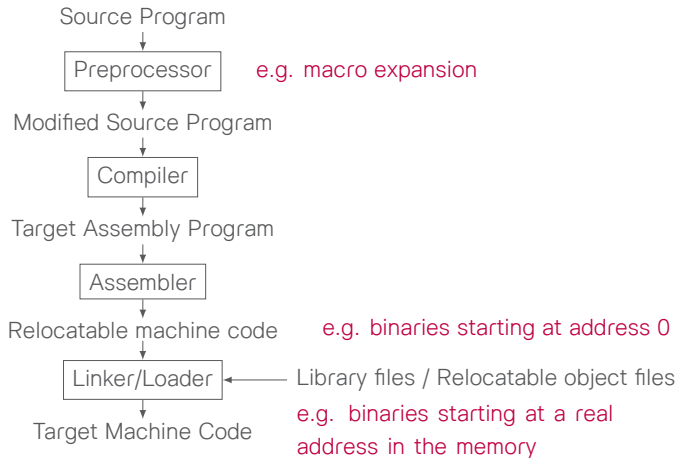 Source Program
Preprocessor e.g. macro expansion
Modified Source Program
Compiler
Target Assembly Program
Assembler
Relocatable machine code e.g. binaries starting at address 0
Linker/Loader Library files / Relocatable object files
e.g. binaries starting at a real
Target Machine Code
address in the memory